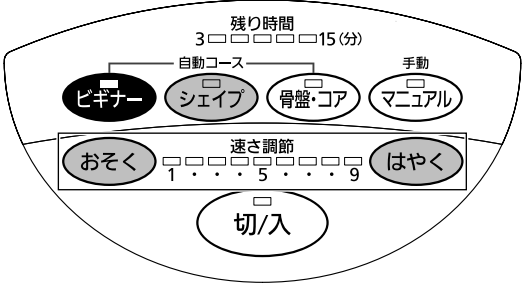 残り時間
3 15(分)
自動コース 手動
ビギナー シェイプ 骨盤・コア マニュアル
速さ調節
おそく はやく
1・・・5・・・9
切/入